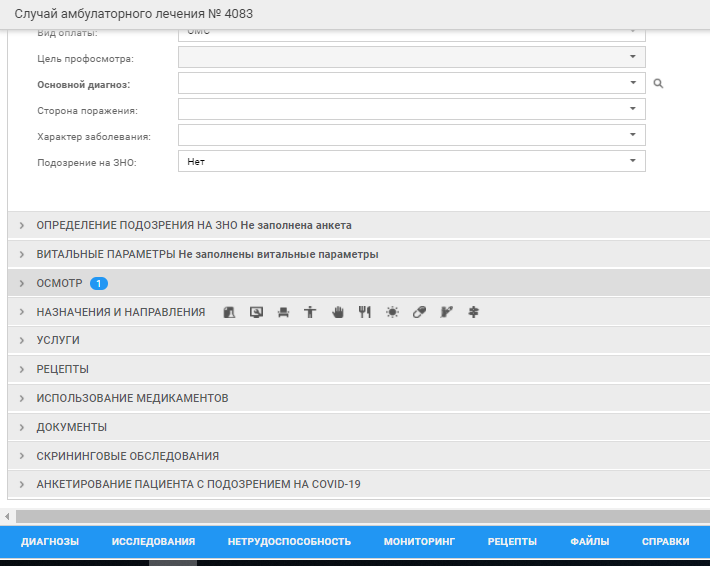 Случай амбулаторного лечения № 4083
Вид оплаты: ОМС
Цель профосмотра:
Основной диагноз:
Сторона поражения:
Характер заболевания:
Подозрение на ЗНО: Нет
ОПРЕДЕЛЕНИЕ ПОДОЗРЕНИЯ НА ЗНО Не заполнена анкета
ВИТАЛЬНЫЕ ПАРАМЕТРЫ Не заполнены витальные параметры
ОСМОТР 1
НАЗНАЧЕНИЯ И НАПРАВЛЕНИЯ
УСЛУГИ
РЕЦЕПТЫ
ИСПОЛЬЗОВАНИЕ МЕДИКАМЕНТОВ
ДОКУМЕНТЫ
СКРИНИНГОВЫЕ ОБСЛЕДОВАНИЯ
АНКЕТИРОВАНИЕ ПАЦИЕНТА С ПОДОЗРЕНИЕМ НА COVID-19
ДИАГНОЗЫ ИССЛЕДОВАНИЯ НЕТРУДОСПОСОБНОСТЬ МОНИТОРИНГ РЕЦЕПТЫ ФАЙЛЫ СПРАВКИ